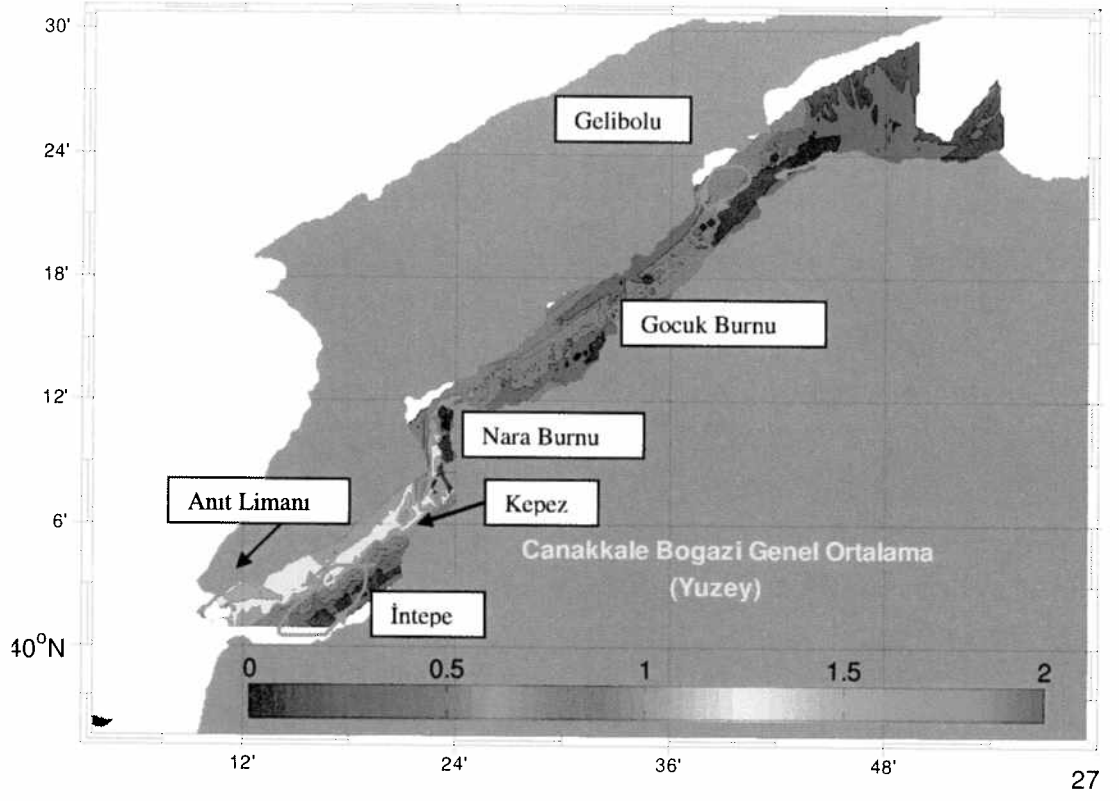 30'
24'
18'
12'
6'
40°N
Gelibolu
Gocuk Burnu
Nara Burnu
Anıt Limanı
Kepez
Canakkale Bogazi Genel Ortalama
(Yuzey)
İntepe
0 0.5 1 1.5 2
12' 24' 36' 48'
27